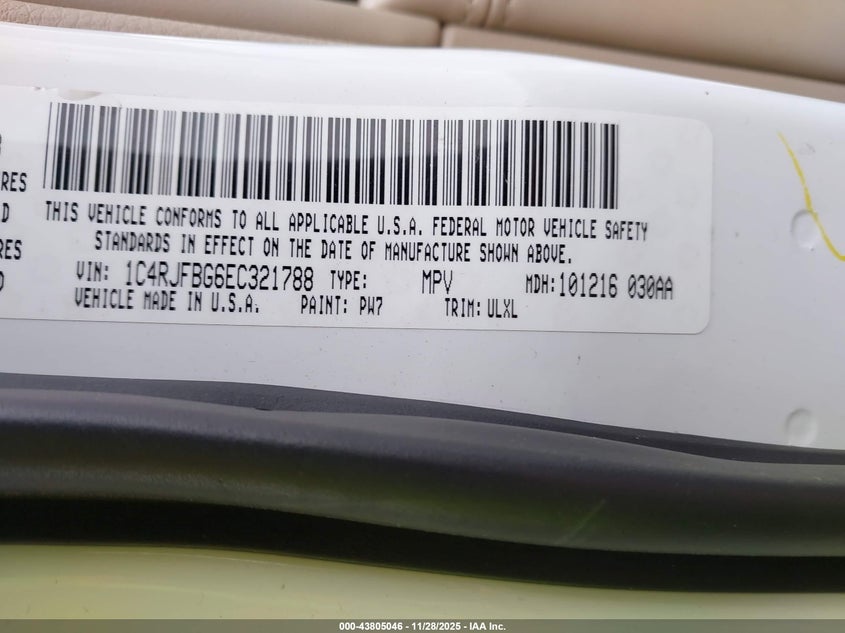 RES
D
RES
THIS VEHICLE CONFORMS TO ALL APPLICABLE U.S.A. FEDERAL MOTOR VEHICLE SAFETY
STANDARDS IN EFFECT ON THE DATE OF MANUFACTURE SHOWN ABOVE.
VIN: 1C4RJFBG6EC321788 TYPE: MPV MDH: 101216 030AA
VEHICLE MADE IN U.S.A. PAINT: PW7 TRIM: ULXL
000-43805046 - 11/28/2025 - IAA Inc.